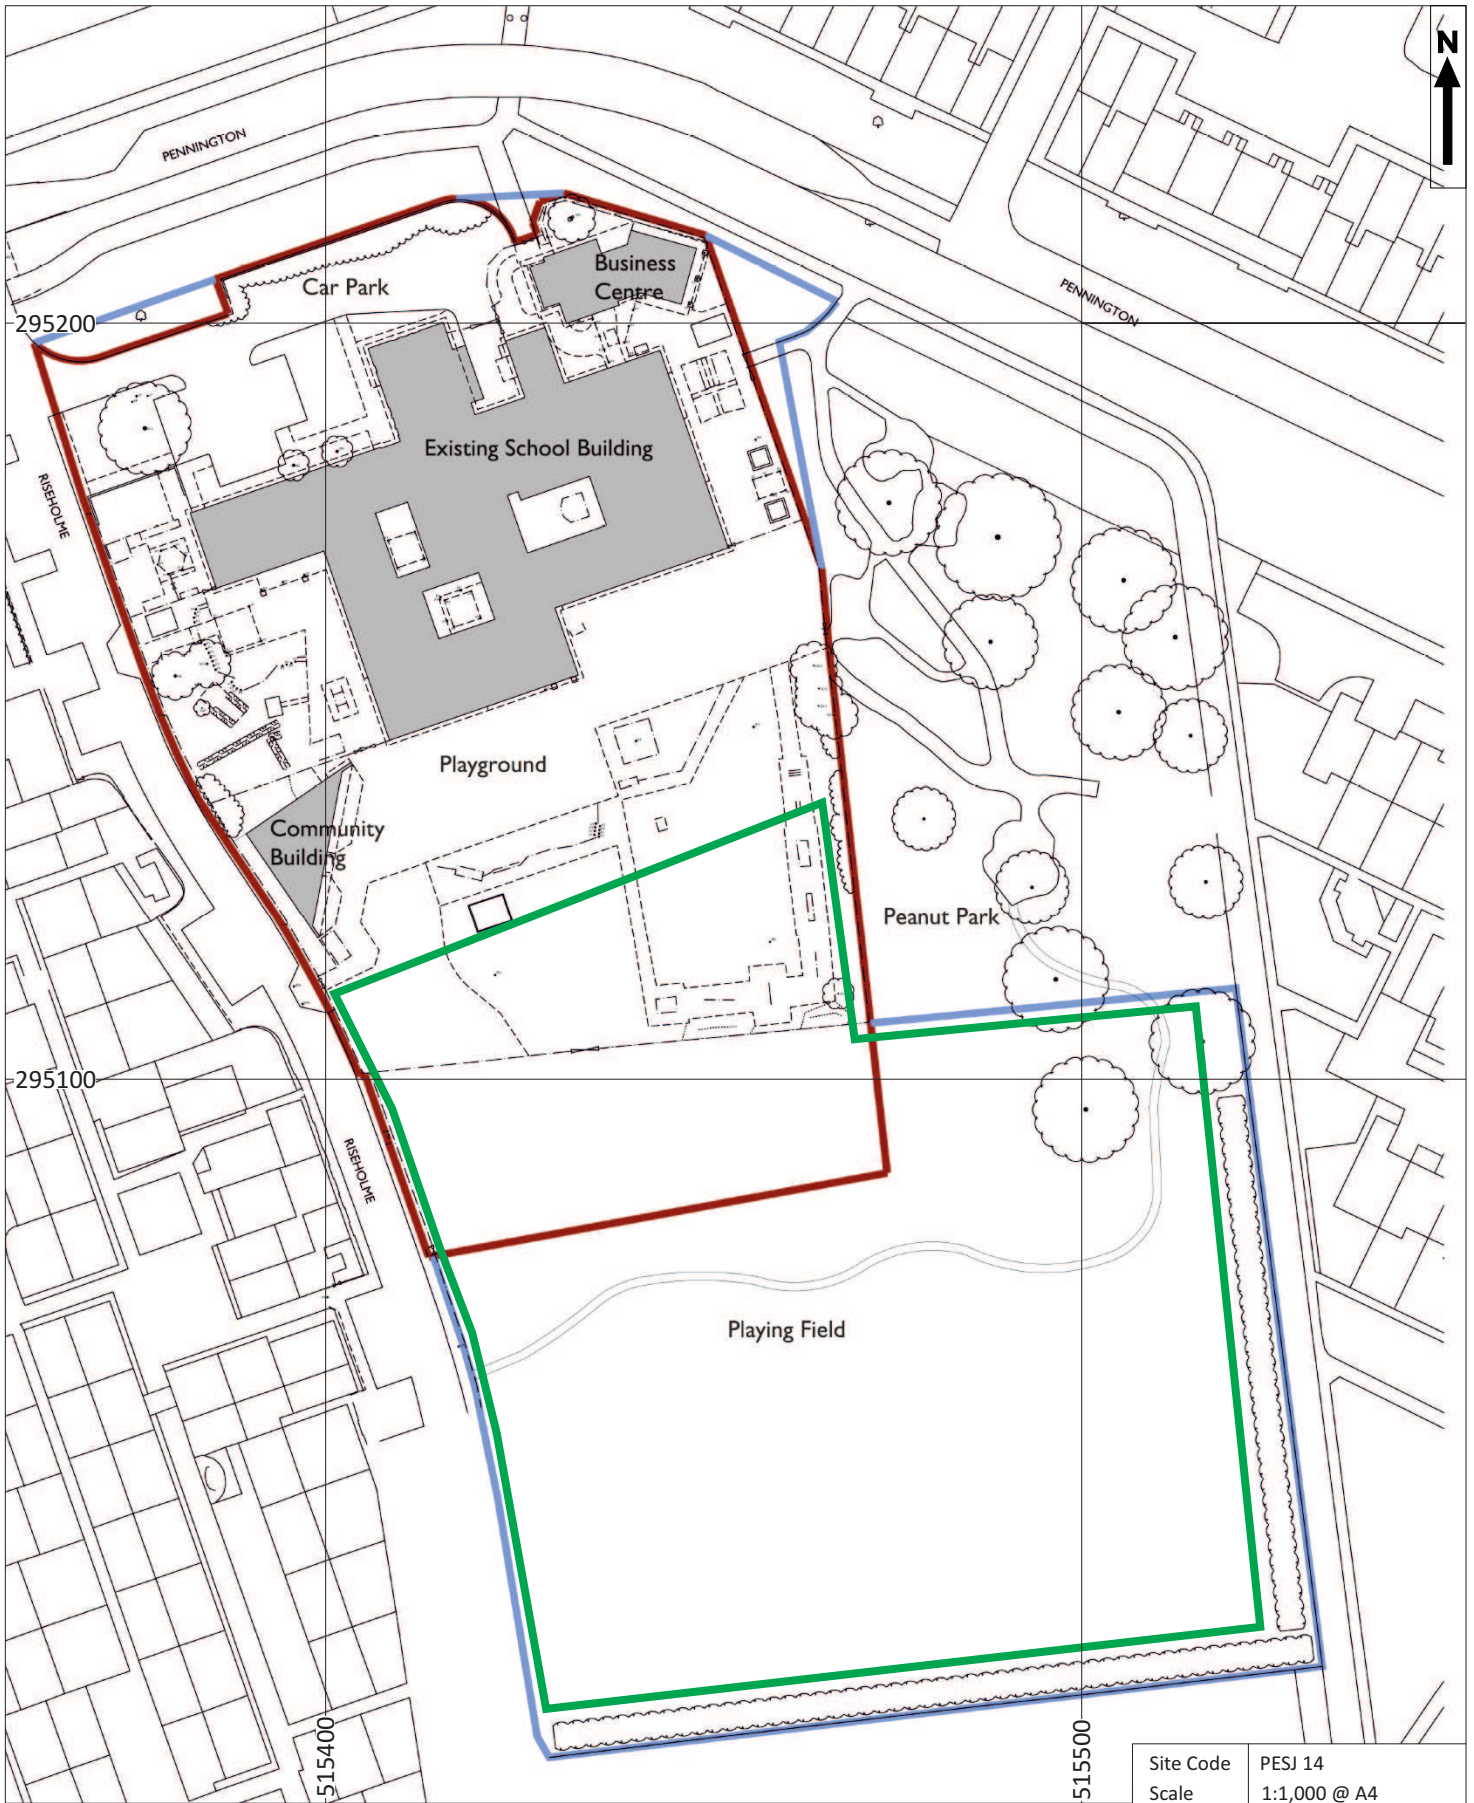 N
PENNINGTON
Business
Centre
Car Park
PENNINGTON
295200
Existing School Building
RISEHOLME
Playground
Community
Building
Peanut Park
295100
RISEHOLME
Playing Field
515400
515500
Site Code PESJ 14
Scale 1:1,000 @ A4